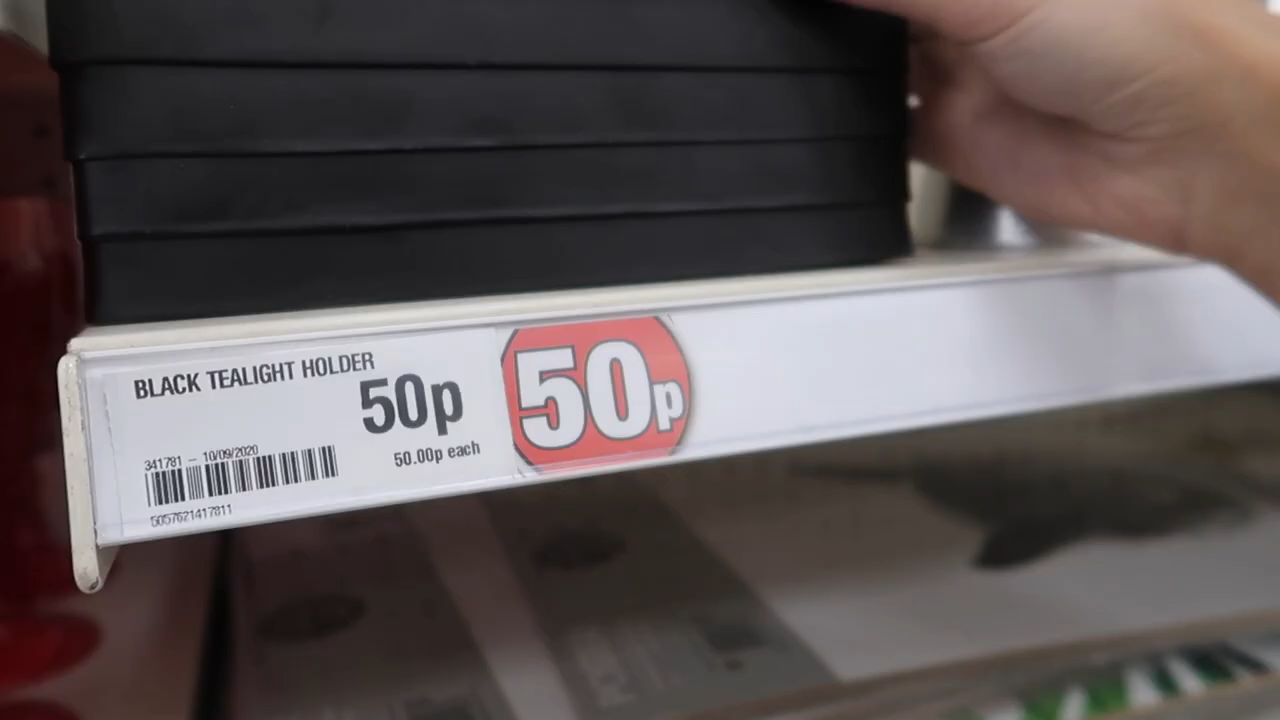 BLACK TEALIGHT HOLDER
50p
50.00p each
341781 – 10/09/2020
5057621417811
50p